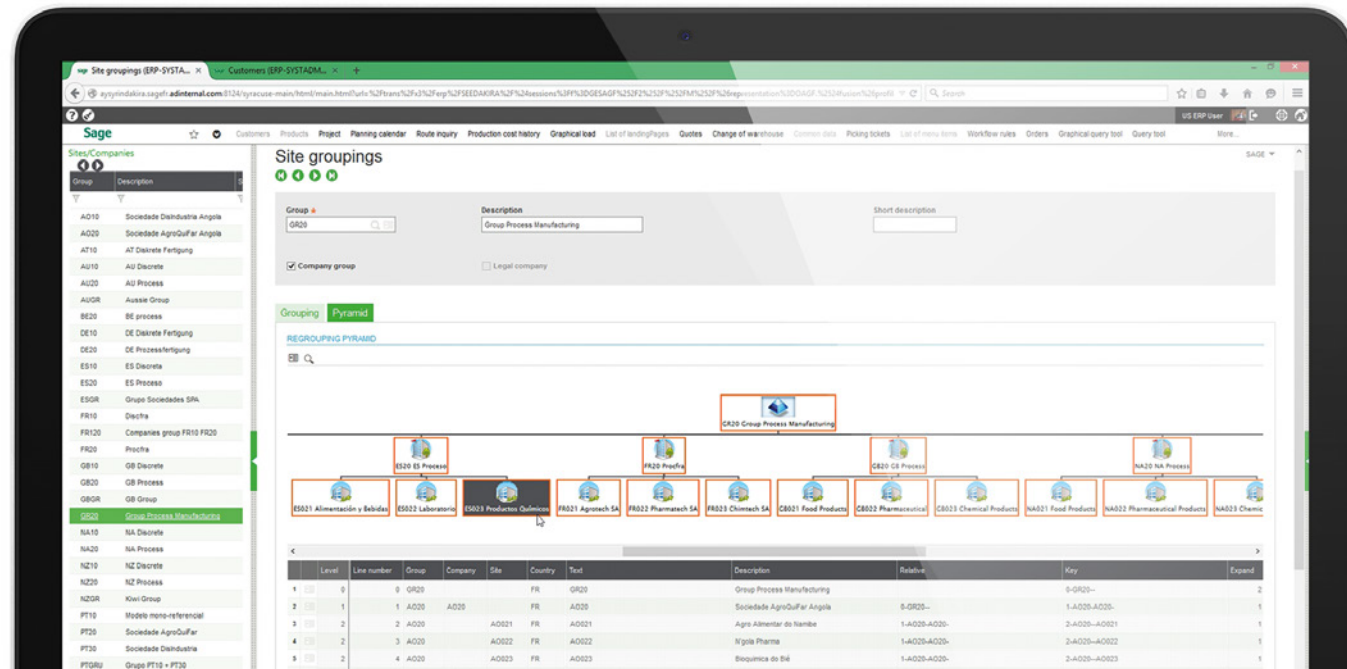 Site groupings (ERP-SYSTA... × Customers (ERP-SYSTADM... × +
Search
US ERP User
Sage Customers Products Project Planning calendar Route inquiry Production cost history Graphical load List of landingPages Quotes Change of warehouse Common data Picking tickets List of menu items Workflow rules Orders Graphical query tool Query tool More...
Sites/Companies
Group Description S
AO10 Sociedade Disindustria Angola
AO20 Sociedade AgroQuiFar Angola
AT10 AT Diskrete Fertigung
AU10 AU Discrete
AU20 AU Process
AUGR Aussie Group
BE20 BE process
DE10 DE Diskrete Fertigung
DE20 DE Prozessfertigung
ES10 ES Discreta
ES20 ES Proceso
ESGR Grupo Sociedades SPA
FR10 Discfra
FR120 Companies group FR10 FR20
FR20 Procfra
GB10 GB Discrete
GB20 GB Process
GBGR GB Group
GR20 Group Process Manufacturing
NA10 NA Discrete
NA20 NA Process
NZ10 NZ Discrete
NZ20 NZ Process
NZGR Kiwi Group
PT10 Modelo mono-referencial
PT20 Sociedade AgroQuiFar
PT30 Sociedade Disindustria
PTGRU Grupo PT10 + PT30
Site groupings
SAGE
Group Description Short description
GR20 Group Process Manufacturing
Company group Legal company
Grouping Pyramid
REGROUPING PYRAMID
GR20 Group Process Manufacturing
ES20 ES Proceso FR20 Procfra GB20 GB Process NA20 NA Process
ES021 Alimentación y Bebidas ES022 Laboratorio ES023 Productos Químicos FR021 Agrotech SA FR022 Pharmatech SA FR023 Chimtech SA GB021 Food Products GB022 Pharmaceutical GB023 Chemical Products NA021 Food Products NA022 Pharmaceutical Products NA023 Chemic
Level Line number Group Company Site Country Text Description Relative Key Expand
1 0 0 GR20 FR GR20 Group Process Manufacturing 0-GR20-- 2
2 1 1 AO20 AO20 FR AO20 Sociedade AgroQuiFar Angola 0-GR20-- 1-AO20-AO20- 1
3 2 2 AO20 AO021 FR AO021 Agro Alimentar do Namibe 1-AO20-AO20- 2-AO20--AO021 1
4 2 3 AO20 AO022 FR AO022 N'gola Pharma 1-AO20-AO20- 2-AO20--AO022 1
5 2 4 AO20 AO023 FR AO023 Bioquimica do Bié 1-AO20-AO20- 2-AO20--AO023 1